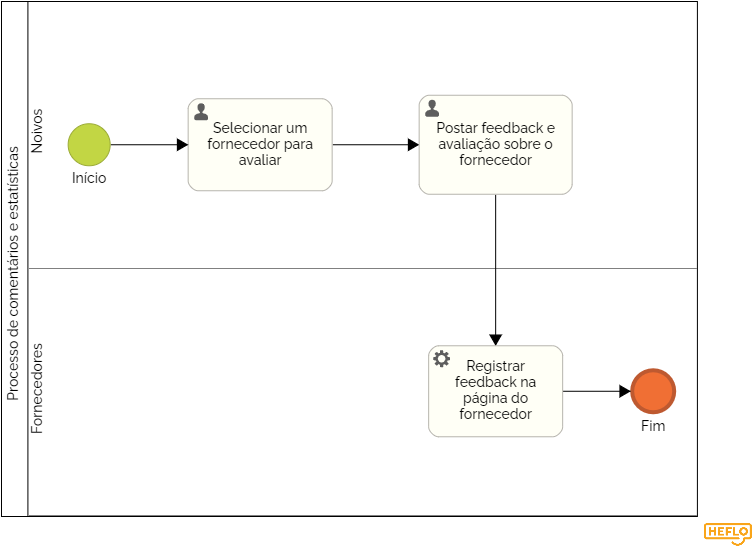 Processo de comentários e estatísticas
Noivos
Início
Selecionar um
fornecedor para
avaliar
Postar feedback e
avaliação sobre o
fornecedor
Fornecedores
Registrar
feedback na
página do
fornecedor
Fim
HEFLO